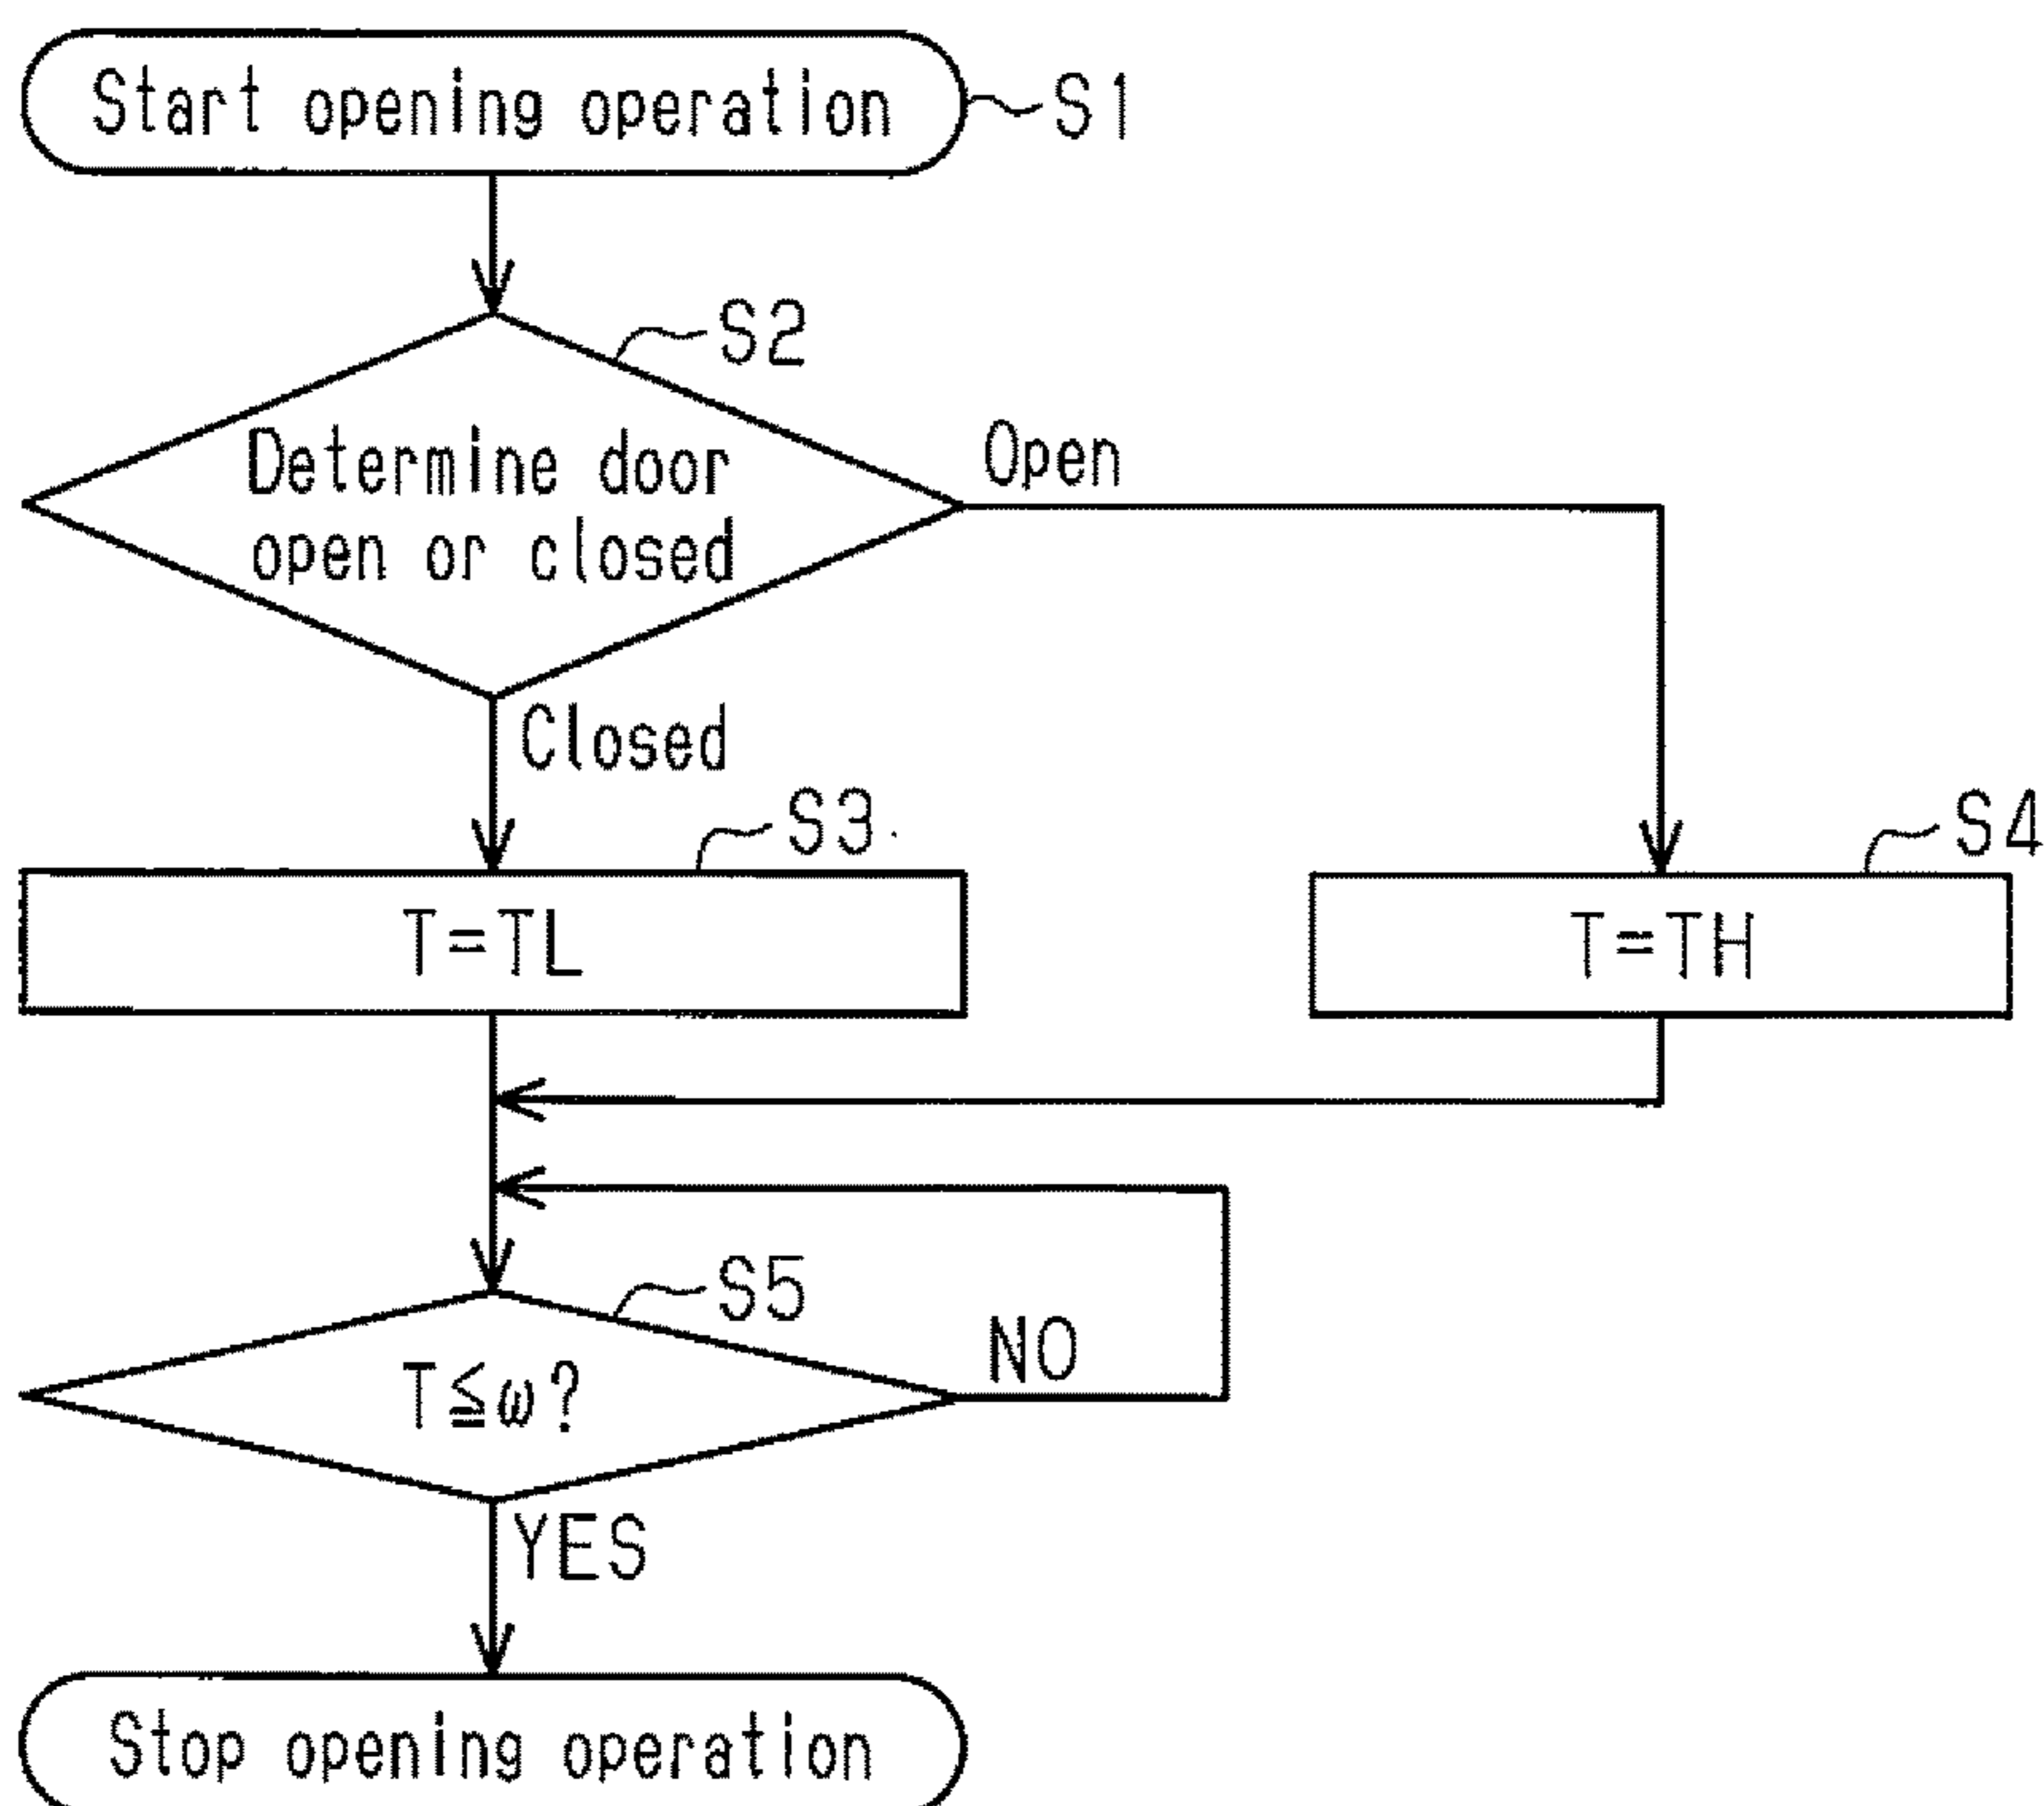 Start opening operation
S1
S2
Determine door
open or closed
Open
Closed
S3
S4
T=TL
T=TH
S5
T≦ω?
NO
YES
Stop opening operation